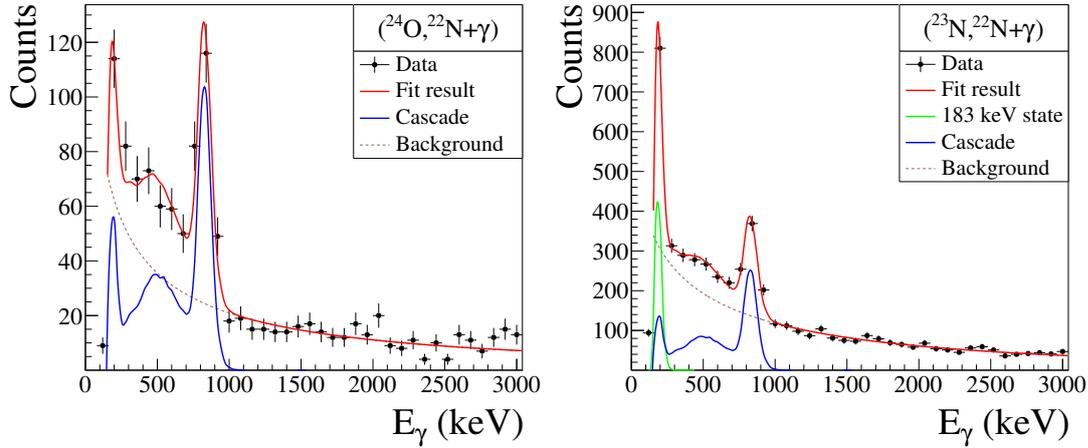 Counts
(²⁴O,²²N+γ)
Data
Fit result
Cascade
Background
120
100
80
60
40
20
0 500 1000 1500 2000 2500 3000
E_γ (keV)
Counts
(²³N,²²N+γ)
Data
Fit result
183 keV state
Cascade
Background
900
800
700
600
500
400
300
200
100
0 500 1000 1500 2000 2500 3000
E_γ (keV)